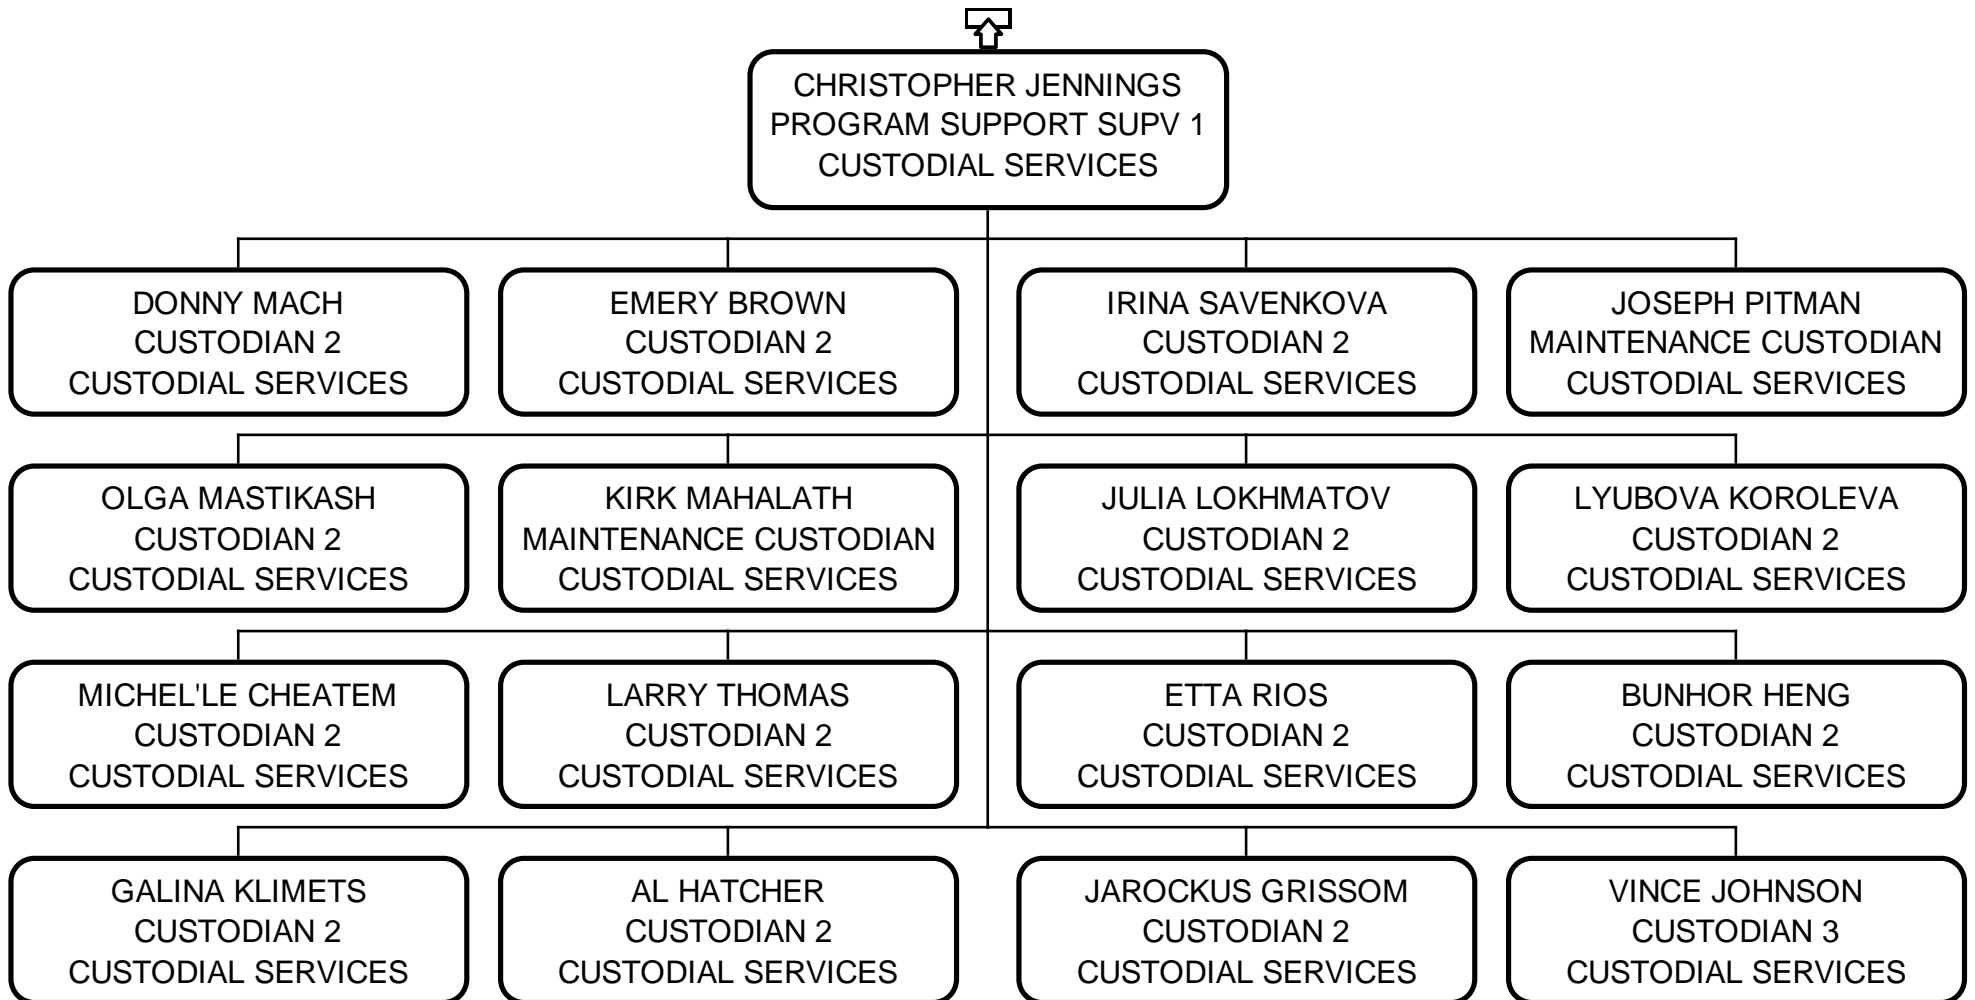 CHRISTOPHER JENNINGS
PROGRAM SUPPORT SUPV 1
CUSTODIAL SERVICES
DONNY MACH
CUSTODIAN 2
CUSTODIAL SERVICES
EMERY BROWN
CUSTODIAN 2
CUSTODIAL SERVICES
IRINA SAVENKOVA
CUSTODIAN 2
CUSTODIAL SERVICES
JOSEPH PITMAN
MAINTENANCE CUSTODIAN
CUSTODIAL SERVICES
OLGA MASTIKASH
CUSTODIAN 2
CUSTODIAL SERVICES
KIRK MAHALATH
MAINTENANCE CUSTODIAN
CUSTODIAL SERVICES
JULIA LOKHMATOV
CUSTODIAN 2
CUSTODIAL SERVICES
LYUBOVA KOROLEVA
CUSTODIAN 2
CUSTODIAL SERVICES
MICHEL'LE CHEATEM
CUSTODIAN 2
CUSTODIAL SERVICES
LARRY THOMAS
CUSTODIAN 2
CUSTODIAL SERVICES
ETTA RIOS
CUSTODIAN 2
CUSTODIAL SERVICES
BUNHOR HENG
CUSTODIAN 2
CUSTODIAL SERVICES
GALINA KLIMETS
CUSTODIAN 2
CUSTODIAL SERVICES
AL HATCHER
CUSTODIAN 2
CUSTODIAL SERVICES
JAROCKUS GRISSOM
CUSTODIAN 2
CUSTODIAL SERVICES
VINCE JOHNSON
CUSTODIAN 3
CUSTODIAL SERVICES